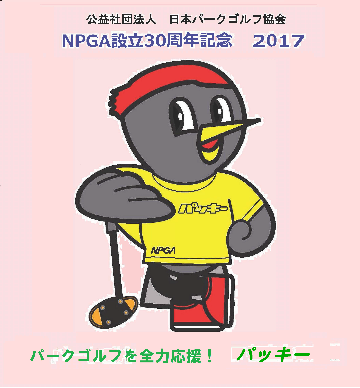 公益社団法人　日本パークゴルフ協会
NPGA設立30周年記念　2017
パッキー
NPGA
パークゴルフを全力応援！　パッキー